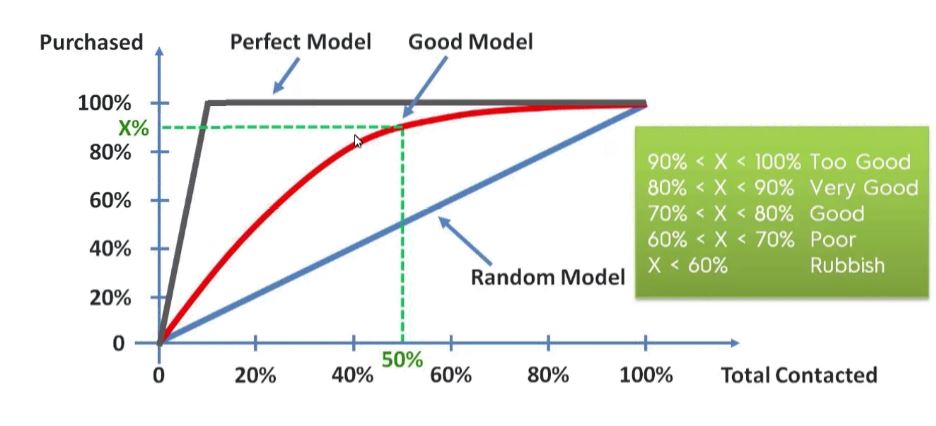 Purchased
Perfect Model
Good Model
100%
X%
80%
60%
40%
20%
0
90% < X < 100% Too Good
80% < X < 90% Very Good
70% < X < 80% Good
60% < X < 70% Poor
X < 60% Rubbish
Random Model
50%
0
20%
40%
60%
80%
100%
Total Contacted